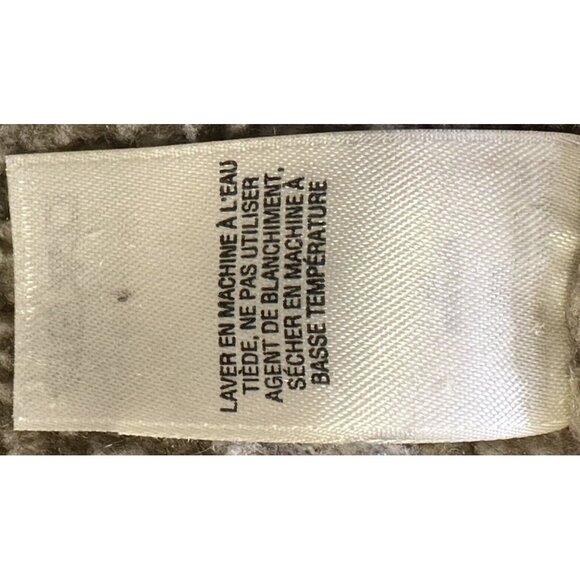 LAVER EN MACHINE À L'EAU
TIÈDE, NE PAS UTILISER
AGENT DE BLANCHIMENT,
SÉCHER EN MACHINE À
BASSE TEMPÉRATURE